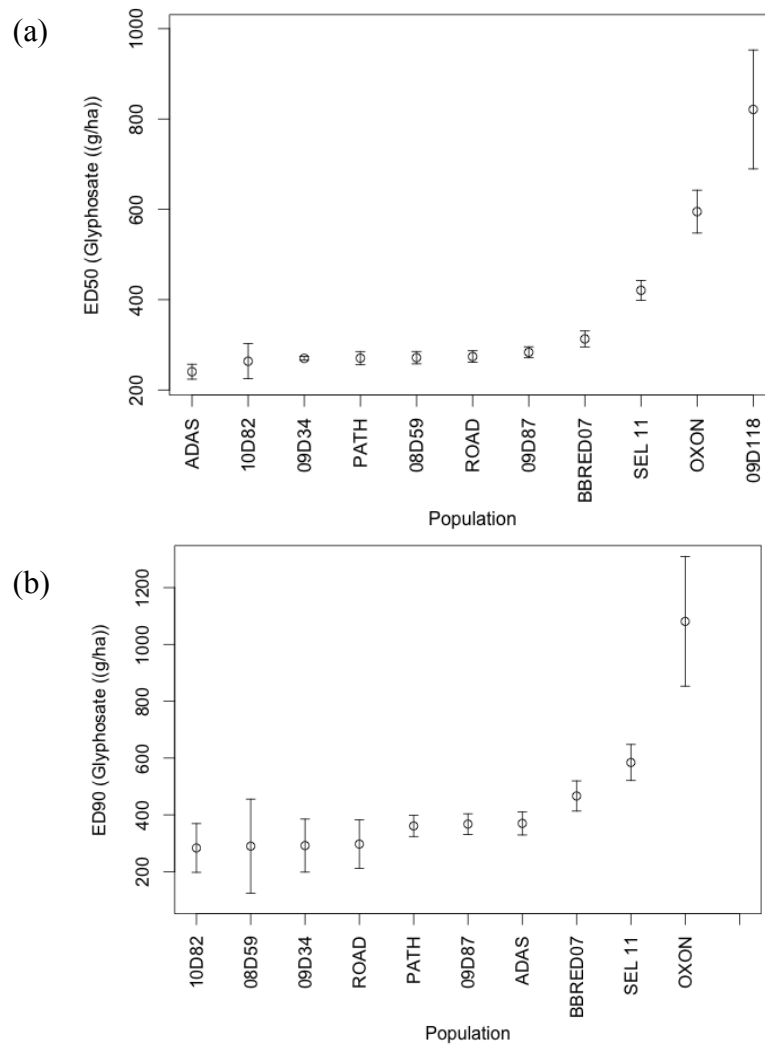 (a)
ED50 (Glyphosate ((g/ha))
1000
800
600
400
200
ADAS
10D82
09D34
PATH
08D59
ROAD
09D87
BBRED07
SEL 11
OXON
09D118
Population
(b)
ED90 (Glyphosate ((g/ha))
1200
1000
800
600
400
200
10D82
08D59
09D34
ROAD
PATH
09D87
ADAS
BBRED07
SEL 11
OXON
Population